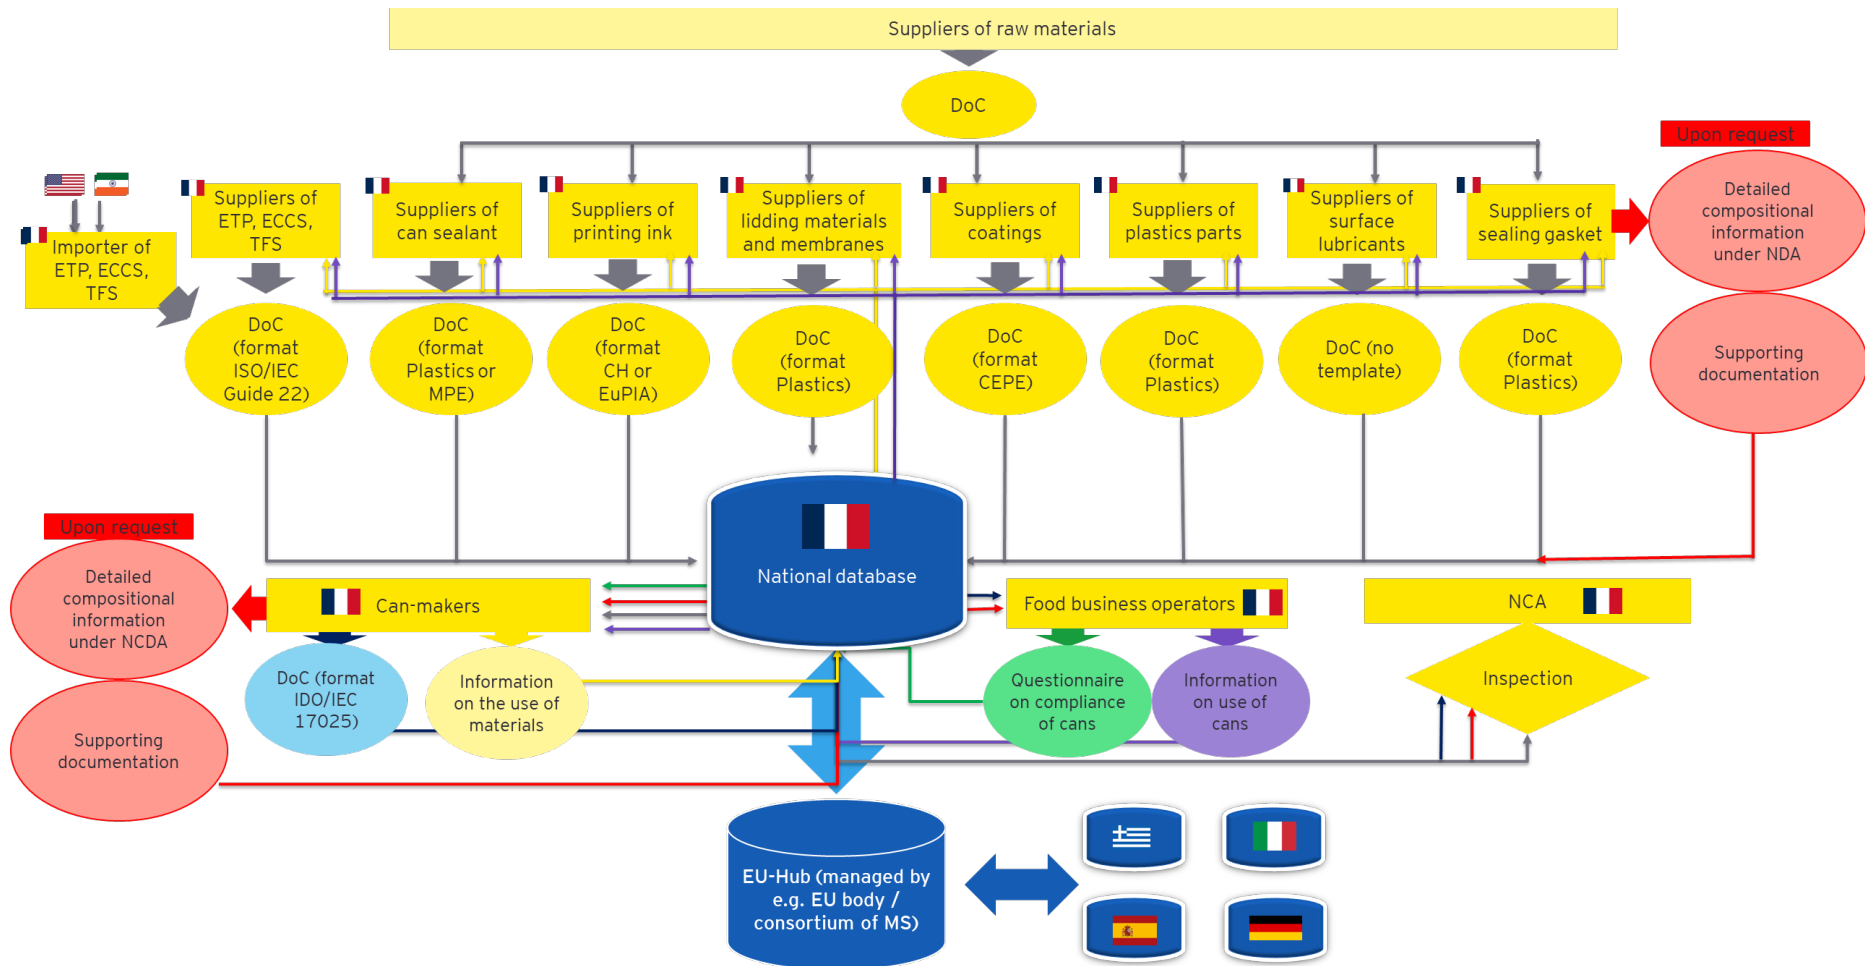 Suppliers of raw materials
DoC
Upon request
Detailed
compositional
information
under NDA
Supporting
documentation
Importer of
ETP, ECCS,
TFS
Suppliers of
ETP, ECCS,
TFS
Suppliers of
can sealant
Suppliers of
printing ink
Suppliers of
lidding materials
and membranes
Suppliers of
coatings
Suppliers of
plastics parts
Suppliers of
surface
lubricants
Suppliers of
sealing gasket
DoC
(format
ISO/IEC
Guide 22)
DoC
(format
Plastics or
MPE)
DoC
(format
CH or
EuPIA)
DoC
(format
Plastics)
DoC
(format
CEPE)
DoC
(format
Plastics)
DoC (no
template)
DoC
(format
Plastics)
National database
Upon request
Detailed
compositional
information
under NCDA
Supporting
documentation
Can-makers
DoC (format
IDO/IEC
17025)
Information
on the use of
materials
Food business operators
Questionnaire
on compliance
of cans
Information
on use of
cans
NCA
Inspection
EU-Hub (managed by
e.g. EU body /
consortium of MS)